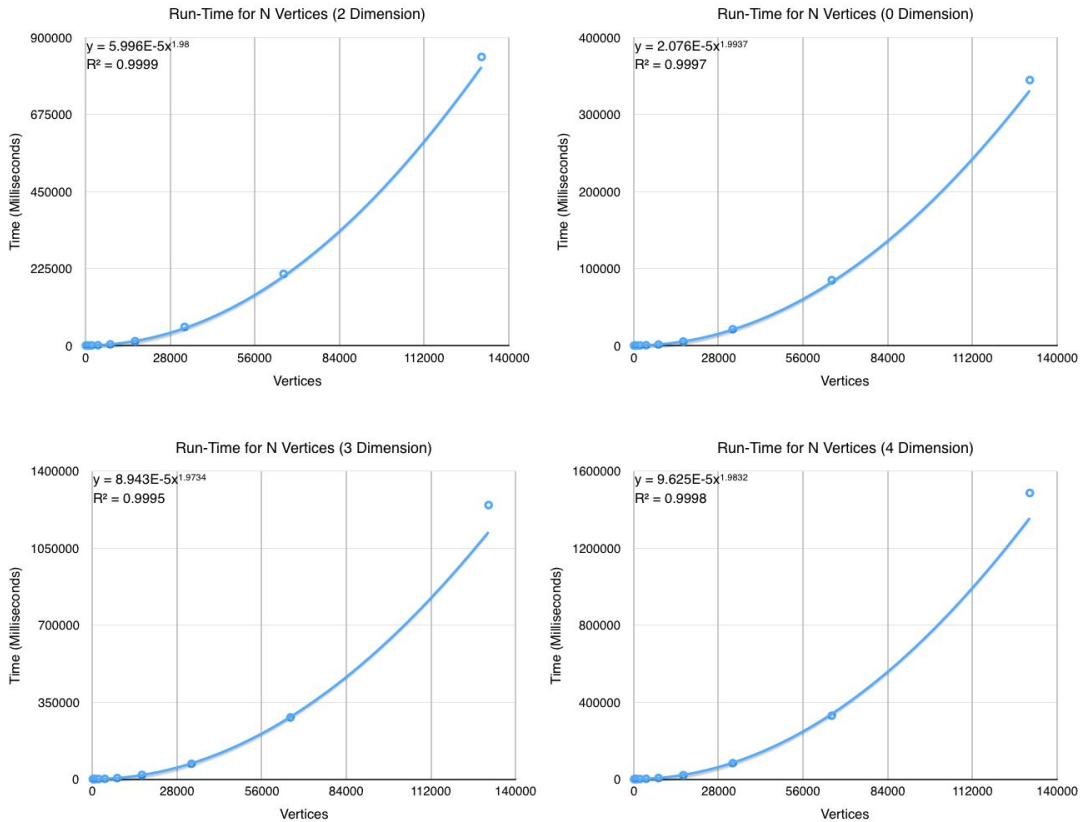 Run-Time for N Vertices (2 Dimension)
y = 5.996E-5x^1.98
R² = 0.9999
900000
675000
450000
225000
0
Time (Milliseconds)
0 28000 56000 84000 112000 140000
Vertices
Run-Time for N Vertices (0 Dimension)
y = 2.076E-5x^1.9937
R² = 0.9997
400000
300000
200000
100000
0
Time (Milliseconds)
0 28000 56000 84000 112000 140000
Vertices
Run-Time for N Vertices (3 Dimension)
y = 8.943E-5x^1.9734
R² = 0.9995
1400000
1050000
700000
350000
0
Time (Milliseconds)
0 28000 56000 84000 112000 140000
Vertices
Run-Time for N Vertices (4 Dimension)
y = 9.625E-5x^1.9832
R² = 0.9998
1600000
1200000
800000
400000
0
Time (Milliseconds)
0 28000 56000 84000 112000 140000
Vertices